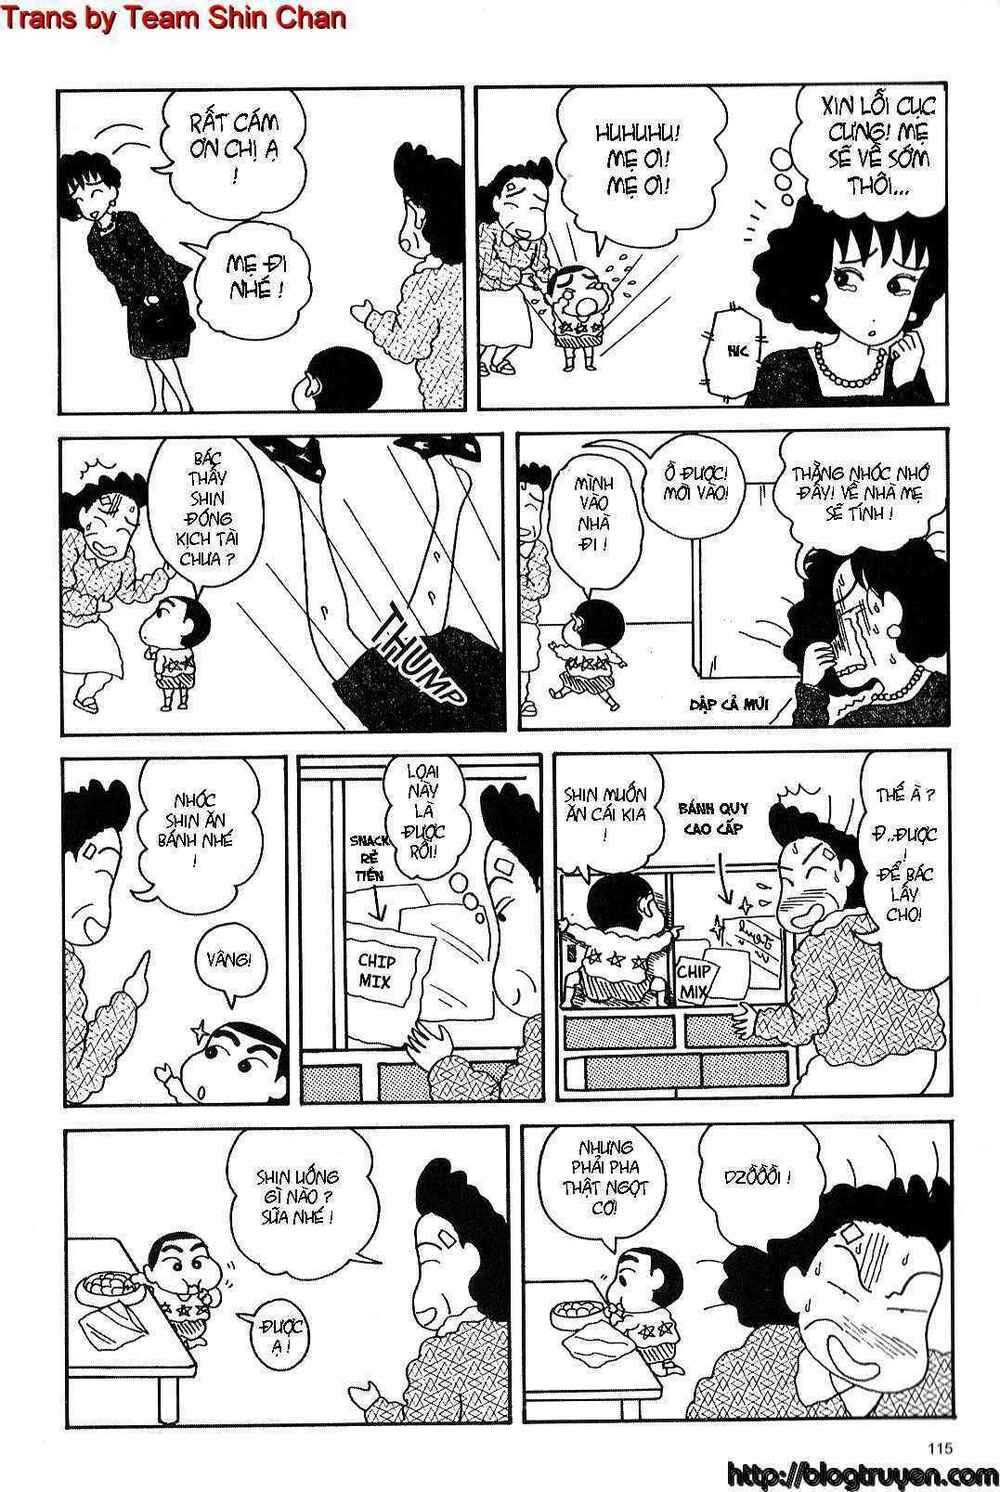 Trans by Team Shin Chan
RẤT CÁM
ƠN CHỊ Ạ
!
MẸ ĐI
NHÉ !
HUHUHU!
MẸ ƠI!
MẸ ƠI!
XIN LỖI CỤC
CƯNG! MẸ
SẼ VỀ SỚM
THÔI...
HIC
BÁC
THẤY
SHIN
ĐÓNG
KỊCH TÀI
CHƯA ?
THUMP
MÌNH
VÀO
NHÀ
ĐI !
Ồ ĐƯỢC!
MỜI VÀO!
THẰNG NHÓC NHỚ
ĐẤY! VỀ NHÀ MẸ
SẼ TÍNH !
DẬP CẢ MŨI
NHÓC
SHIN ĂN
BÁNH NHÉ
!
VÂNG!
LOẠI
NÀY
LÀ
ĐƯỢC
RỒI!
SNACK
RẺ
TIỀN
CHIP
MIX
SHIN MUỐN
ĂN CÁI KIA
!
BÁNH QUY
CAO CẤP
CHIP
MIX
THẾ À ?
Đ..ĐƯỢC
!
ĐỂ BÁC
LẤY
CHO!
SHIN UỐNG
GÌ NÀO ?
SỮA NHÉ !
ĐƯỢC
Ạ !
NHƯNG
PHẢI PHA
THẬT NGỌT
CƠ!
DZỒỒỒI !
115
http://blogtruyen.com